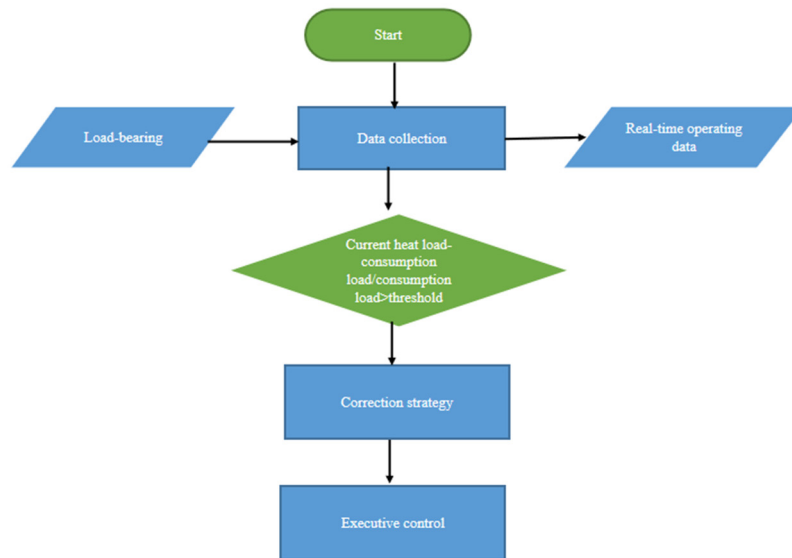 Start
Load-bearing
Data collection
Real-time operating
data
Current heat load-
consumption
load/consumption
load>threshold
Correction strategy
Executive control